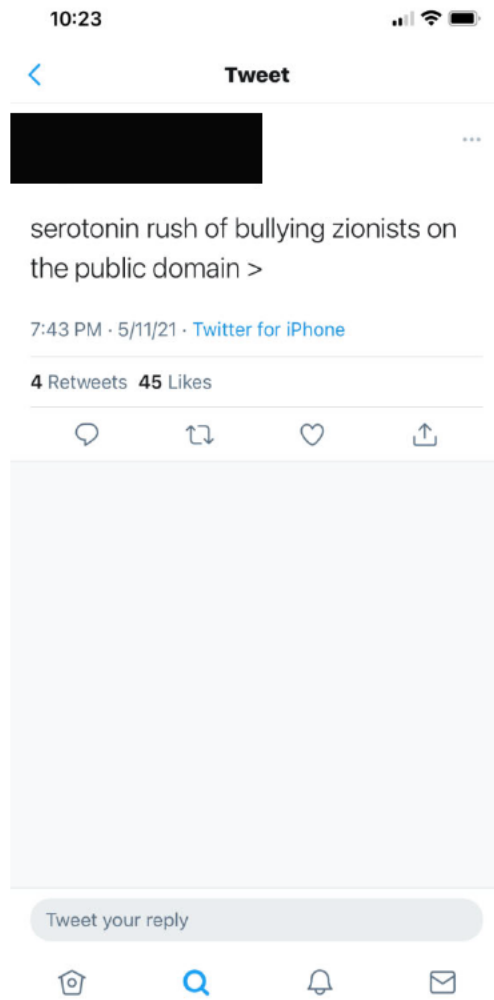 10:23
Tweet
serotonin rush of bullying zionists on
the public domain >
7:43 PM · 5/11/21 · Twitter for iPhone
4 Retweets 45 Likes
Tweet your reply